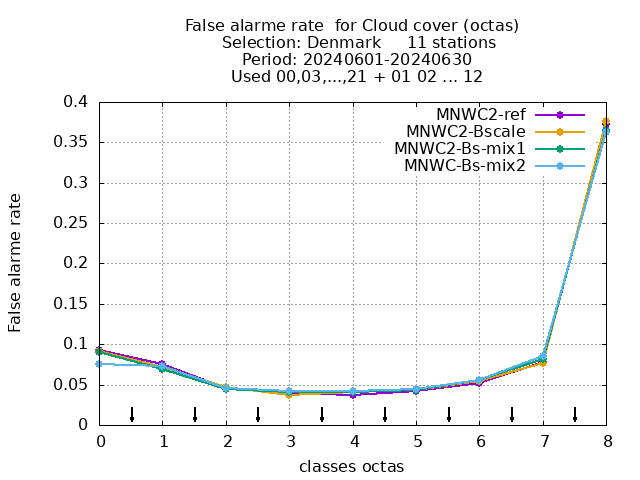 False alarme rate  for Cloud cover (octas)
Selection: Denmark     11 stations
Period: 20240601-20240630
Used 00,03,...,21 + 01 02 ... 12
MNWC2-ref
MNWC2-Bscale
MNWC2-Bs-mix1
MNWC-Bs-mix2
False alarme rate
0.4
0.35
0.3
0.25
0.2
0.15
0.1
0.05
0
0 1 2 3 4 5 6 7 8
classes octas